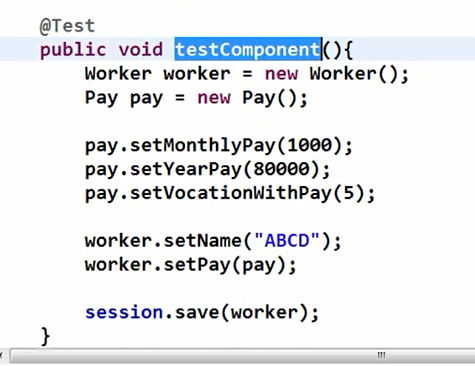 @Test
public void testComponent(){
Worker worker = new Worker();
Pay pay = new Pay();
pay.setMonthlyPay(1000);
pay.setYearPay(80000);
pay.setVocationWithPay(5);
worker.setName("ABCD");
worker.setPay(pay);
session.save(worker);
}